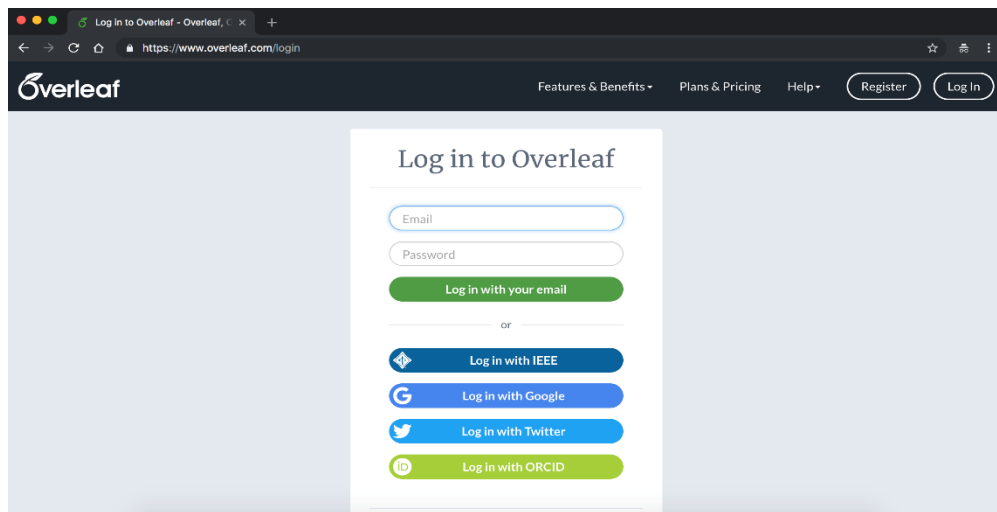 Log in to Overleaf - Overleaf, O
https://www.overleaf.com/login
Overleaf Features & Benefits Plans & Pricing Help Register Log In
Log in to Overleaf
Email
Password
Log in with your email
or
Log in with IEEE
G Log in with Google
Log in with Twitter
iD Log in with ORCID